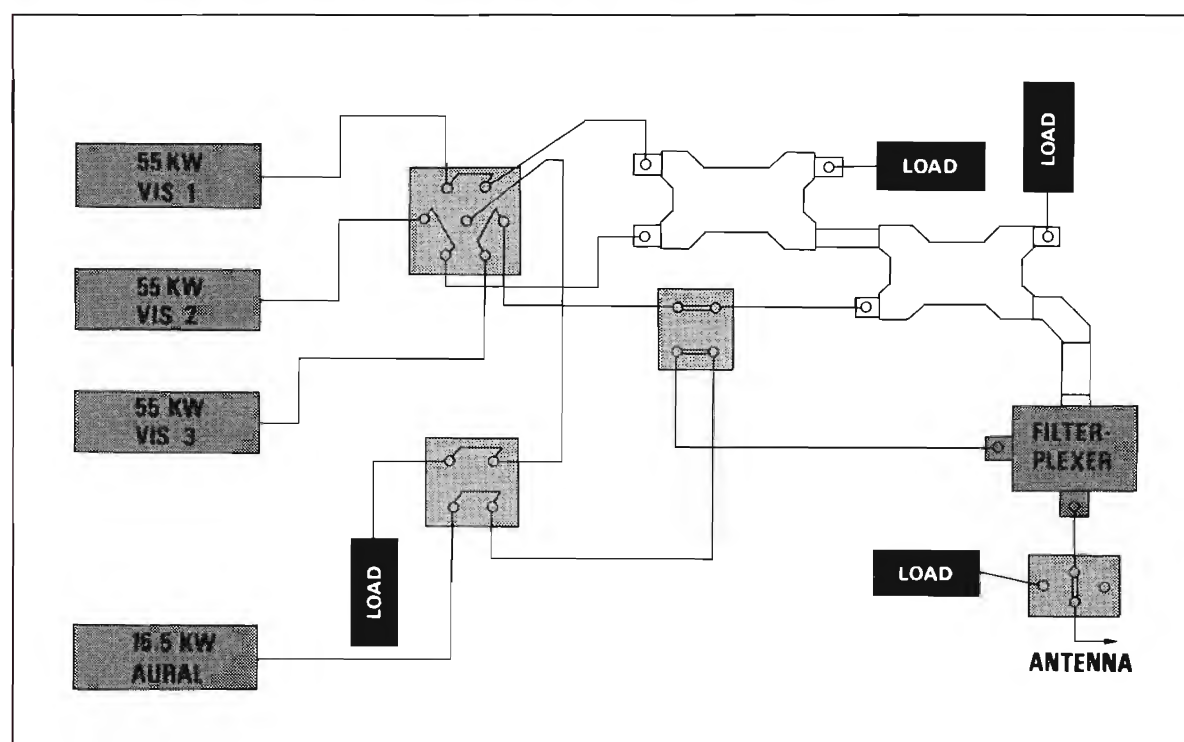 55 KW
VIS 1
55 KW
VIS 2
55 KW
VIS 3
16.5 KW
AURAL
LOAD
LOAD
LOAD
FILTER-
PLEXER
LOAD
ANTENNA